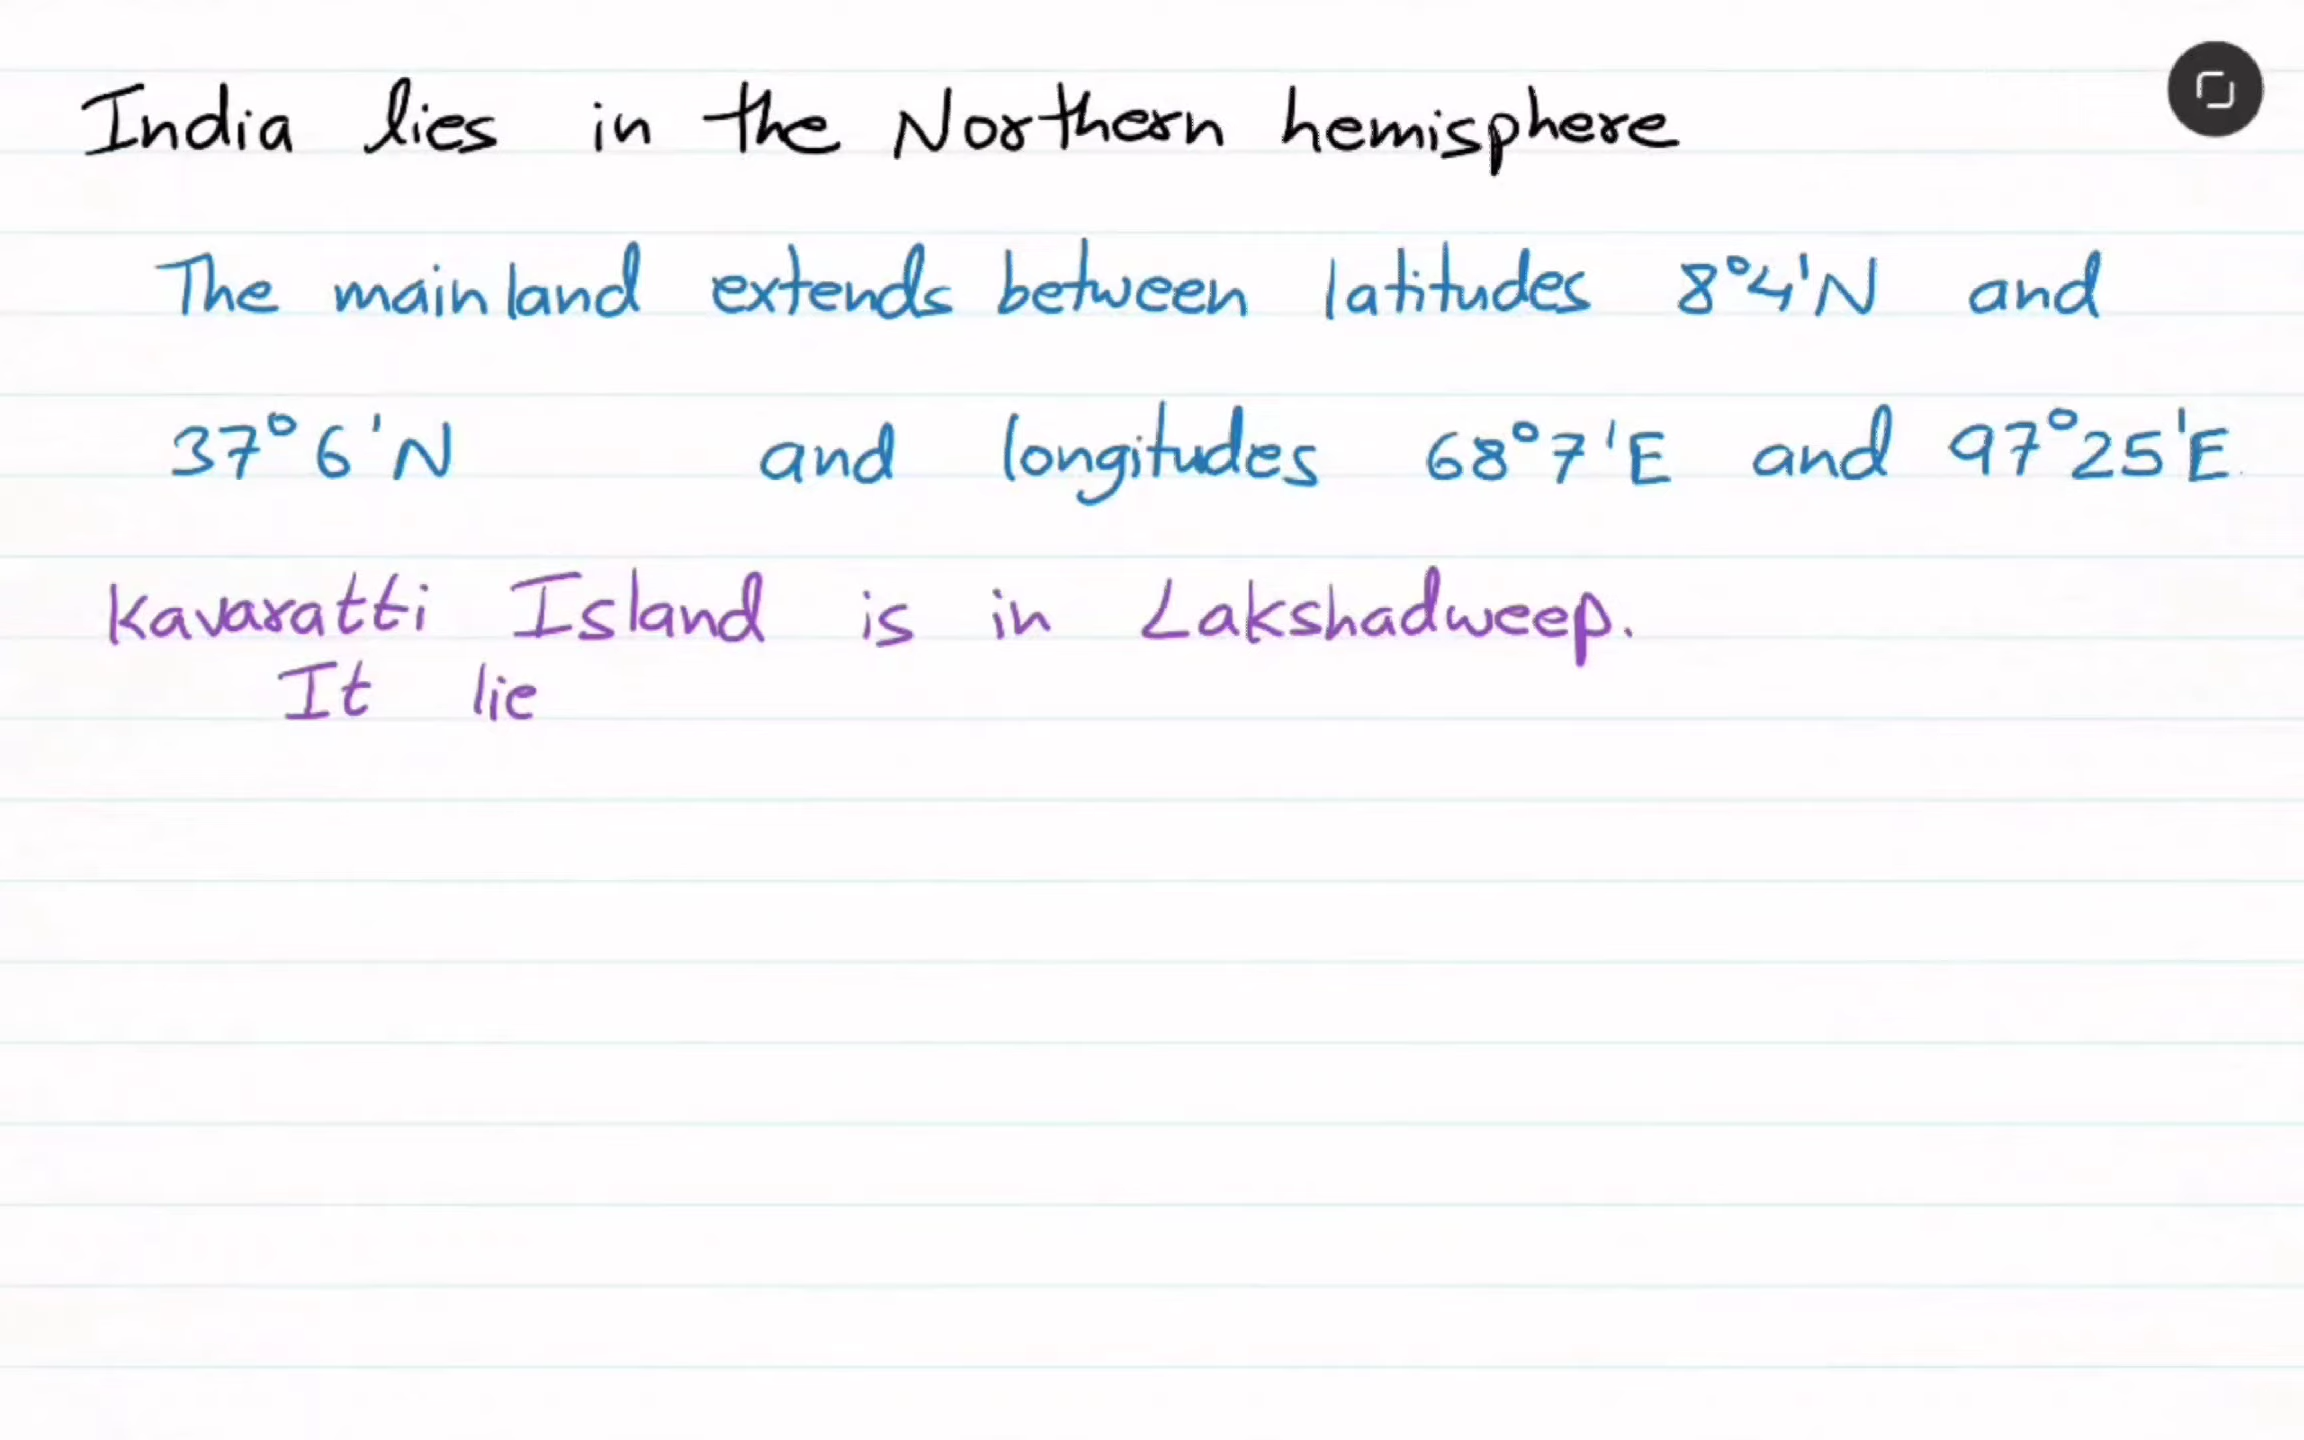 India lies in the Northern hemisphere
The mainland extends between latitudes 8°4'N and
37°6'N and longitudes 68°7'E and 97°25'E.
Kavaratti Island is in Lakshadweep.
It lie